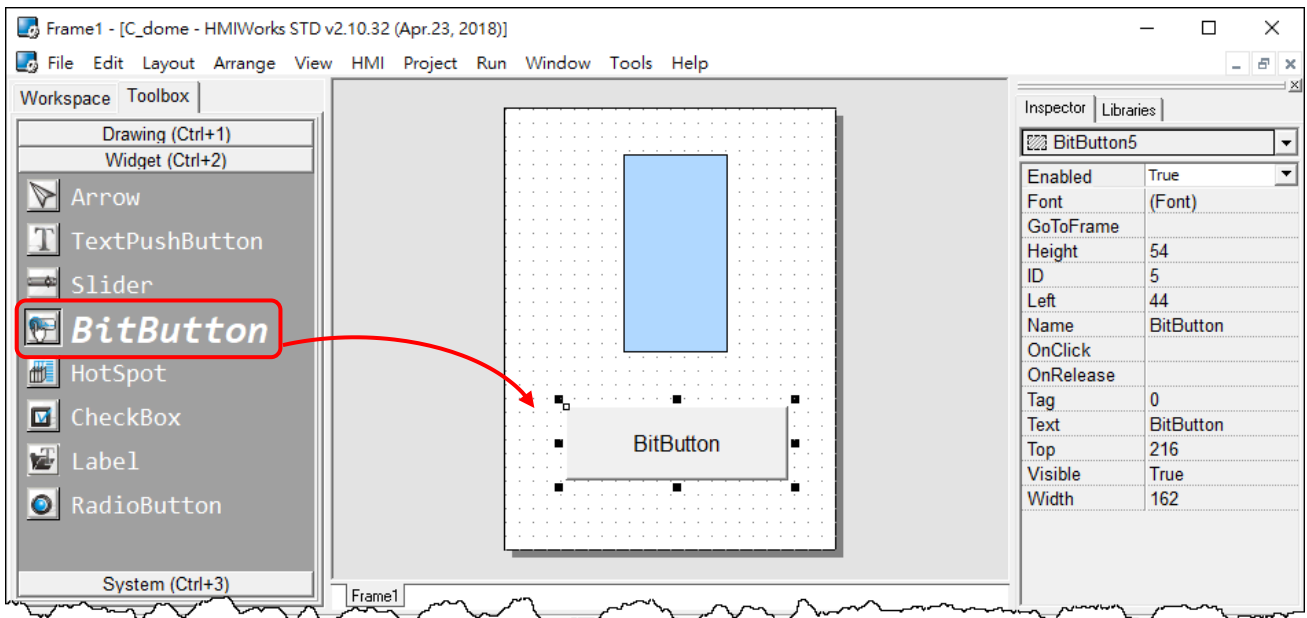 Frame1 - [C_dome - HMIWorks STD v2.10.32 (Apr.23, 2018)]
File Edit Layout Arrange View HMI Project Run Window Tools Help
Workspace Toolbox
Drawing (Ctrl+1)
Widget (Ctrl+2)
Arrow
TextPushButton
Slider
BitButton
HotSpot
CheckBox
Label
RadioButton
System (Ctrl+3)
BitButton
Frame1
Inspector Libraries
BitButton5
Enabled True
Font (Font)
GoToFrame
Height 54
ID 5
Left 44
Name BitButton
OnClick
OnRelease
Tag 0
Text BitButton
Top 216
Visible True
Width 162